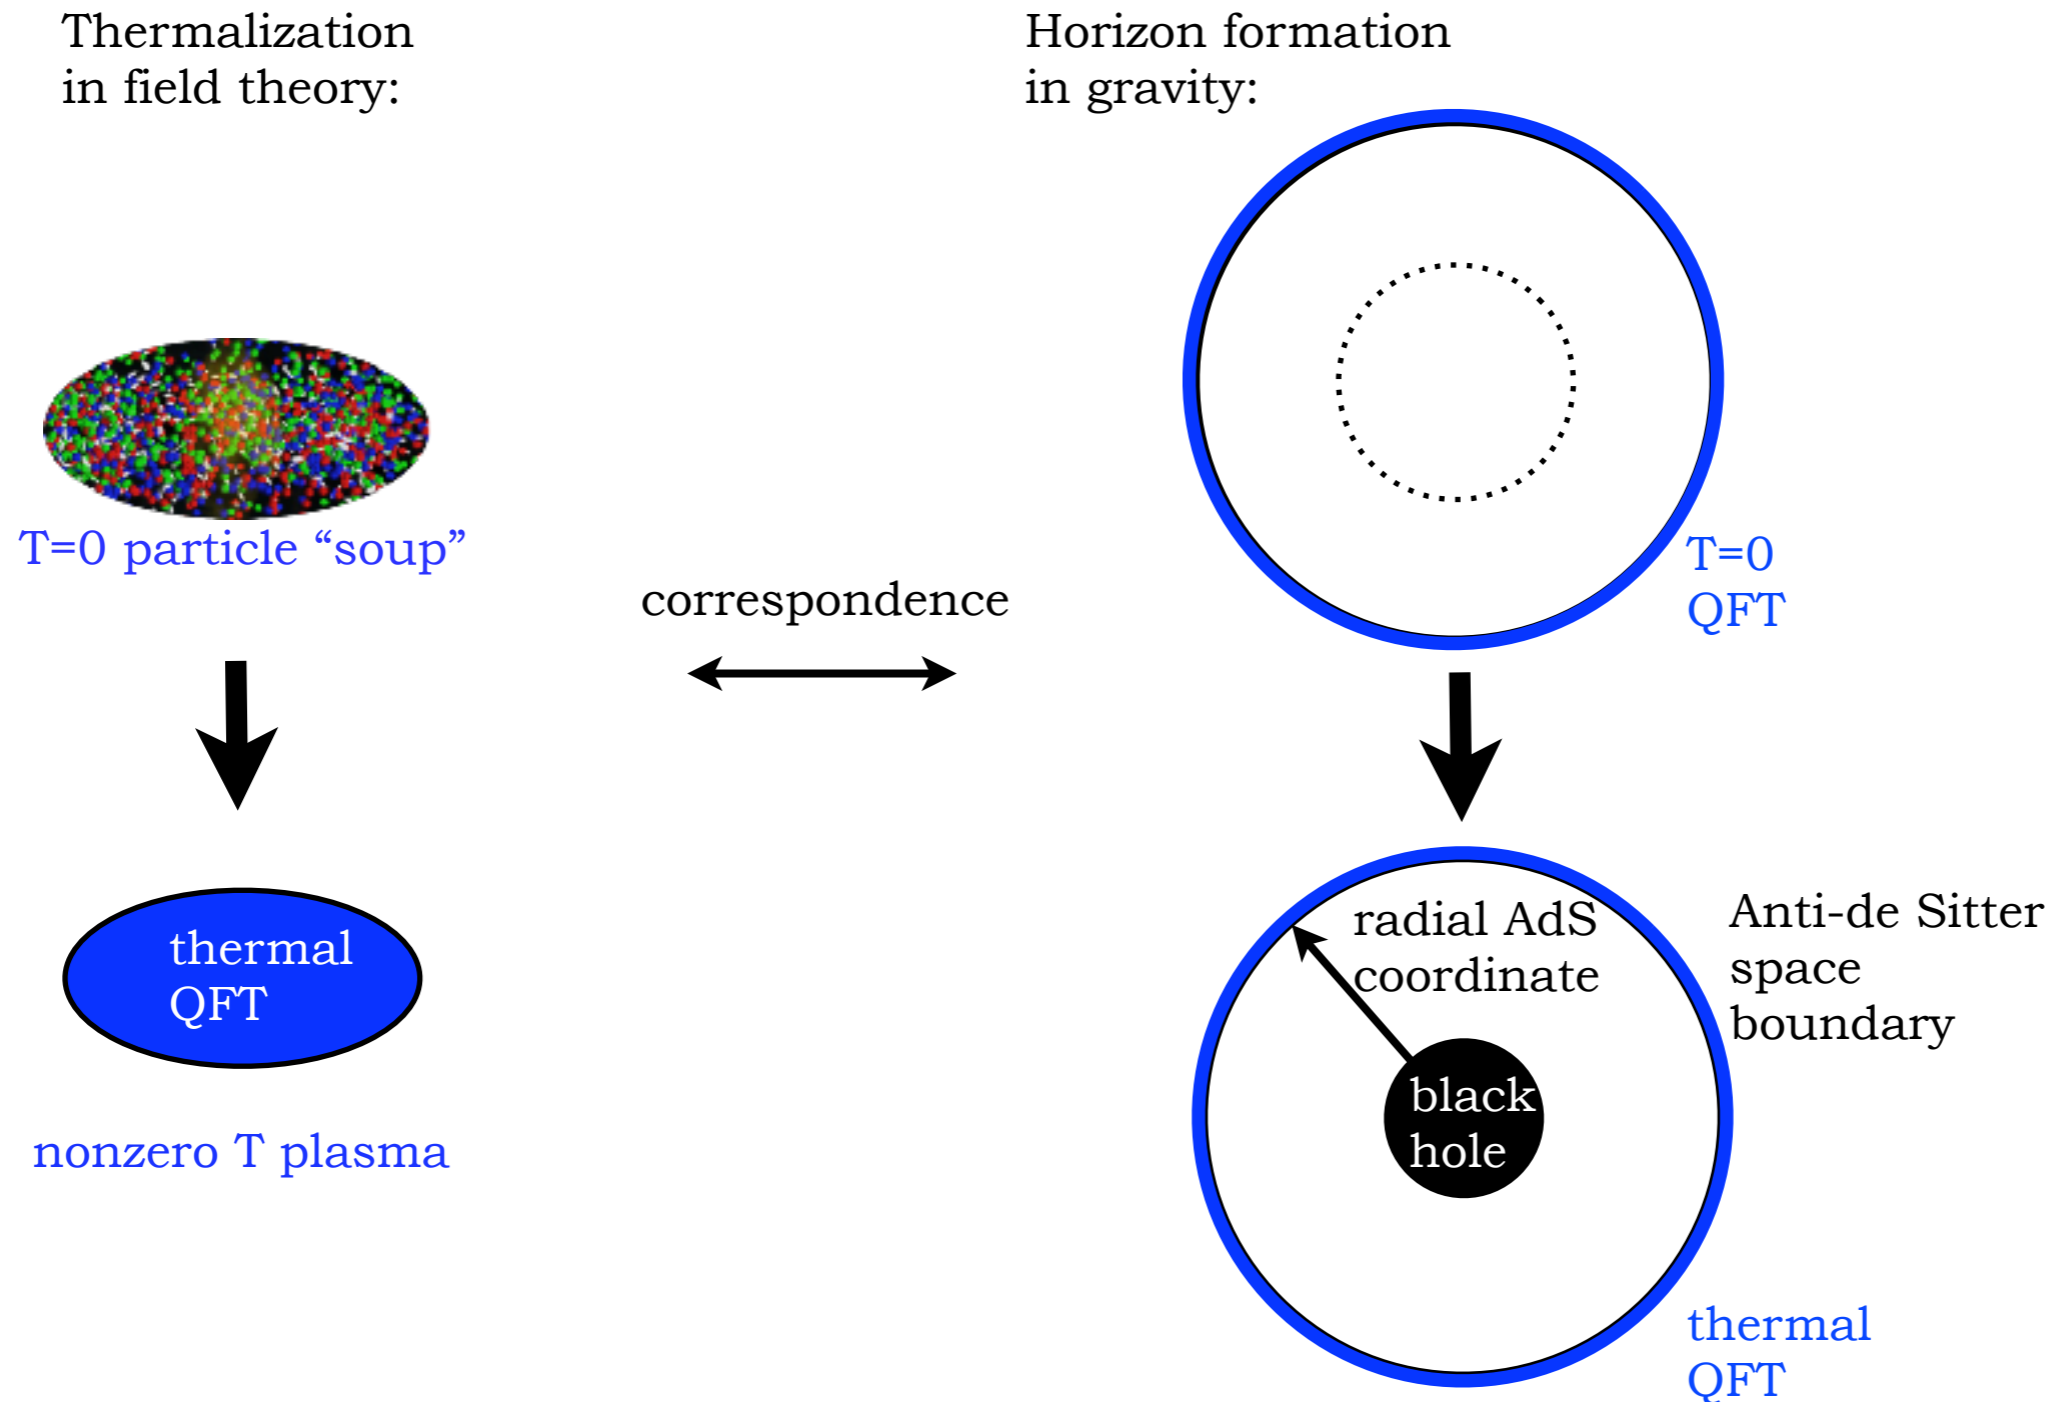 Thermalization
in field theory:
Horizon formation
in gravity:
T=0 particle “soup”
T=0
QFT
correspondence
thermal
QFT
nonzero T plasma
radial AdS
coordinate
Anti-de Sitter
space
boundary
black
hole
thermal
QFT